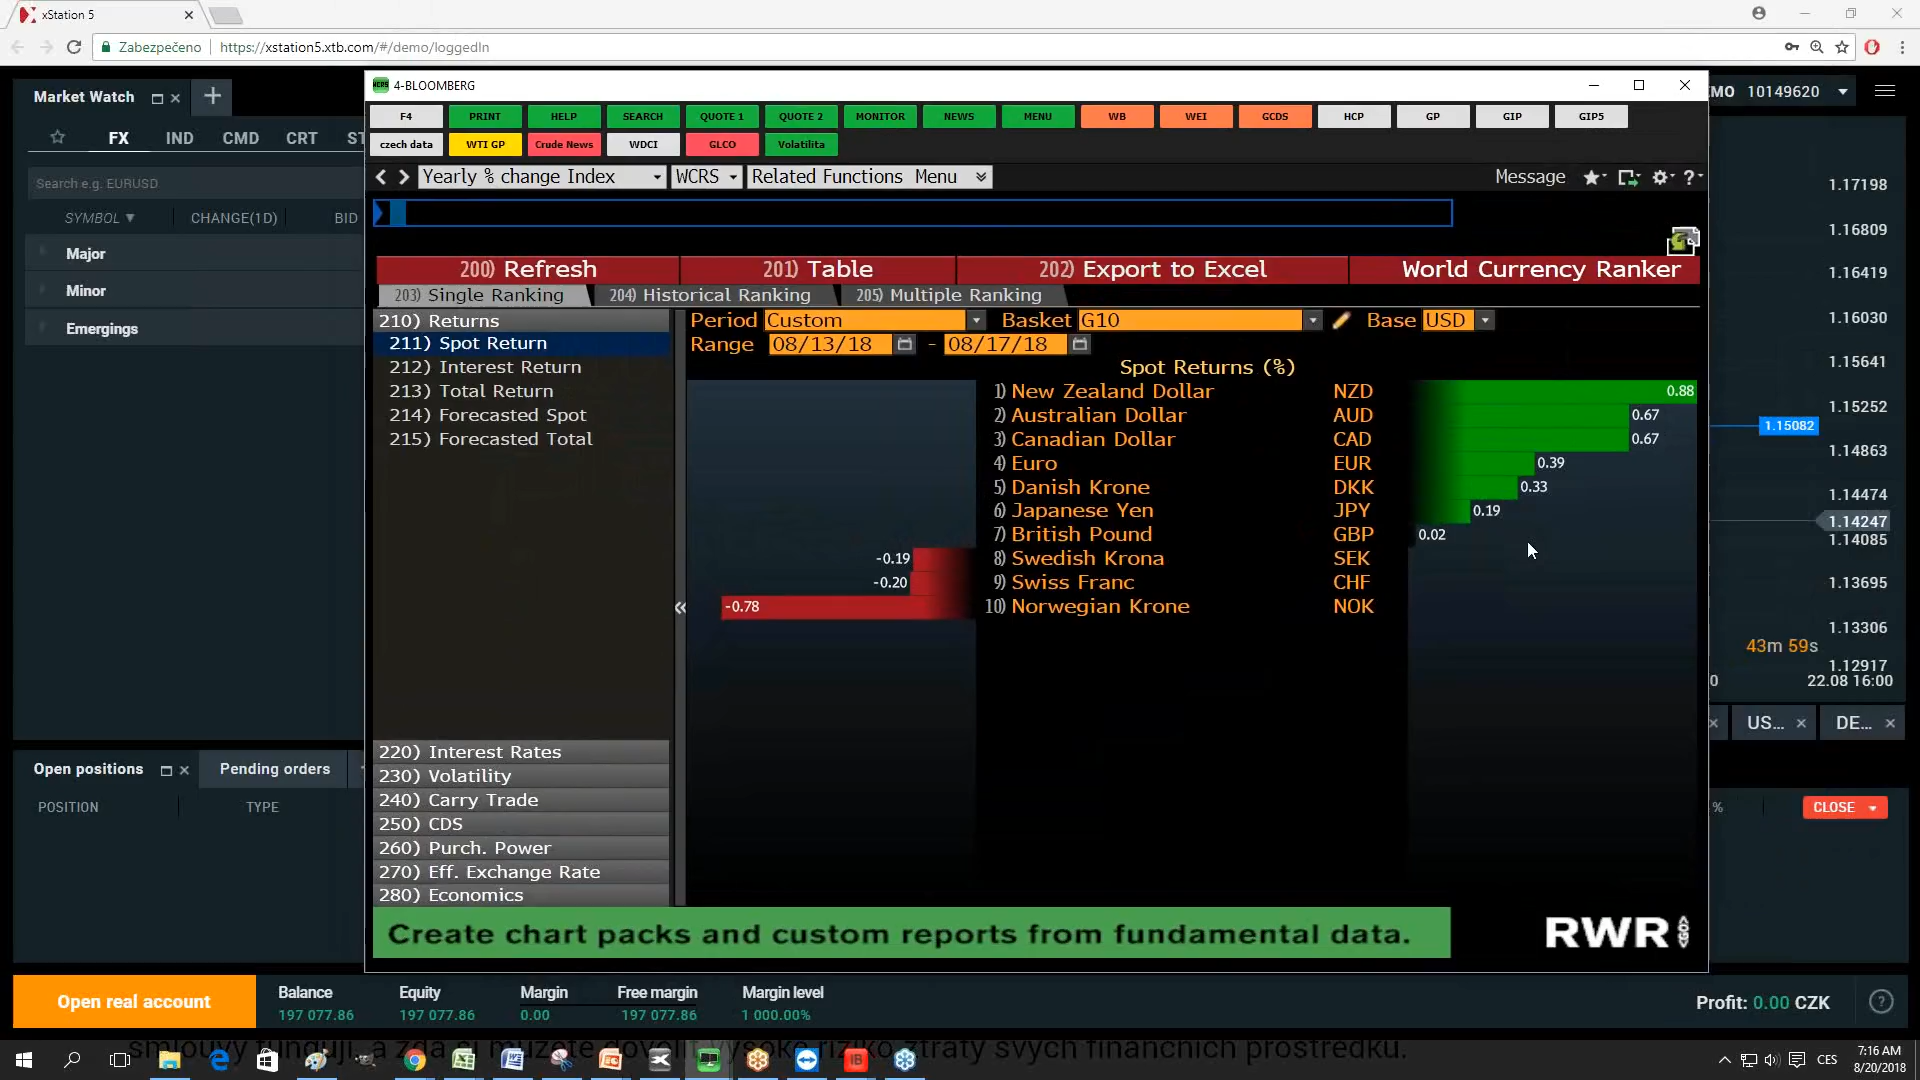 xStation 5
Zabezpečeno https://xstation5.xtb.com/#/demo/loggedIn
Market Watch
FX IND CMD CRT ST
Search e.g. EURUSD
SYMBOL CHANGE(1D) BID
Major
Minor
Emergings
4-BLOOMBERG
F4 PRINT HELP SEARCH QUOTE 1 QUOTE 2 MONITOR NEWS MENU WB WEI GCDS HCP GP GIP GIP5
czech data WTI GP Crude News WDCI GLCO Volatilita
Yearly % change Index WCRS Related Functions Menu Message ?
200) Refresh 201) Table 202) Export to Excel World Currency Ranker
203) Single Ranking 204) Historical Ranking 205) Multiple Ranking
210) Returns
211) Spot Return
212) Interest Return
213) Total Return
214) Forecasted Spot
215) Forecasted Total
Period Custom Basket G10 Base USD
Range 08/13/18 - 08/17/18
Spot Returns (%)
1) New Zealand Dollar NZD 0.88
2) Australian Dollar AUD 0.67
3) Canadian Dollar CAD 0.67
4) Euro EUR 0.39
5) Danish Krone DKK 0.33
6) Japanese Yen JPY 0.19
7) British Pound GBP 0.02
-0.19 8) Swedish Krona SEK
-0.20 9) Swiss Franc CHF
-0.78 10) Norwegian Krone NOK
220) Interest Rates
230) Volatility
240) Carry Trade
250) CDS
260) Purch. Power
270) Eff. Exchange Rate
280) Economics
Create chart packs and custom reports from fundamental data. RWR
MO 10149620
1.17198
1.16809
1.16419
1.16030
1.15641
1.15252
1.15082
1.14863
1.14474
1.14247
1.14085
1.13695
1.13306
43m 59s
1.12917
0 22.08 16:00
US... DE...
Open positions Pending orders
POSITION TYPE % CLOSE
Open real account
Balance Equity Margin Free margin Margin level
197 077.86 197 077.86 0.00 197 077.86 1 000.00%
Profit: 0.00 CZK ?
ztráty svých finančních prostředků.
CES
7:16 AM
8/20/2018